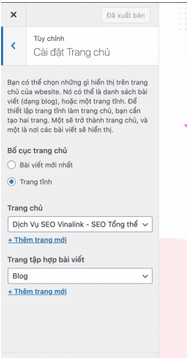 Đã xuất bản
Tùy chỉnh
Cài đặt Trang chủ
Bạn có thể chọn những gì hiển thị trên trang
chủ của wbesite. Nó có thể là danh sách bài
viết (dạng blog), hoặc một trang tĩnh. Để
thiết lập trang tĩnh làm trang chủ, bạn cần
tạo hai trang. Một sẽ trở thành trang chủ, và
một là nơi các bài viết sẽ hiển thị.
Bố cục trang chủ
Bài viết mới nhất
Trang tĩnh
Trang chủ
Dịch Vụ SEO Vinalink - SEO Tổng thể
+ Thêm trang mới
Trang tập hợp bài viết
Blog
+ Thêm trang mới